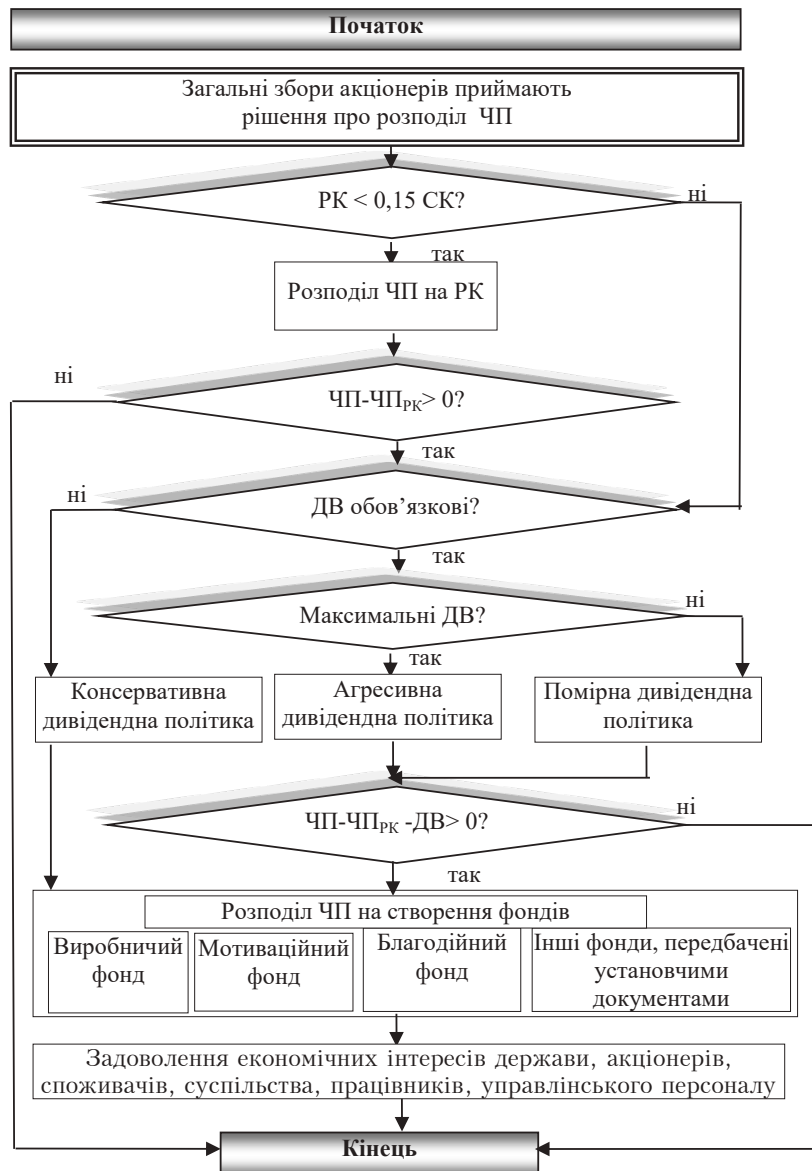 Початок
Загальні збори акціонерів приймають
рішення про розподіл ЧП
РК < 0,15 СК?
ні
так
Розподіл ЧП на РК
ні
ЧП-ЧПРК> 0?
так
ні
ДВ обов’язкові?
так
Максимальні ДВ?
ні
так
Консервативна
дивідендна політика
Агресивна
дивідендна політика
Помірна дивідендна
політика
ЧП-ЧПРК -ДВ> 0?
ні
так
Розподіл ЧП на створення фондів
Виробничий
фонд
Мотиваційний
фонд
Благодійний
фонд
Інші фонди, передбачені
установчими
документами
Задоволення економічних інтересів держави, акціонерів,
споживачів, суспільства, працівників, управлінського персоналу
Кінець